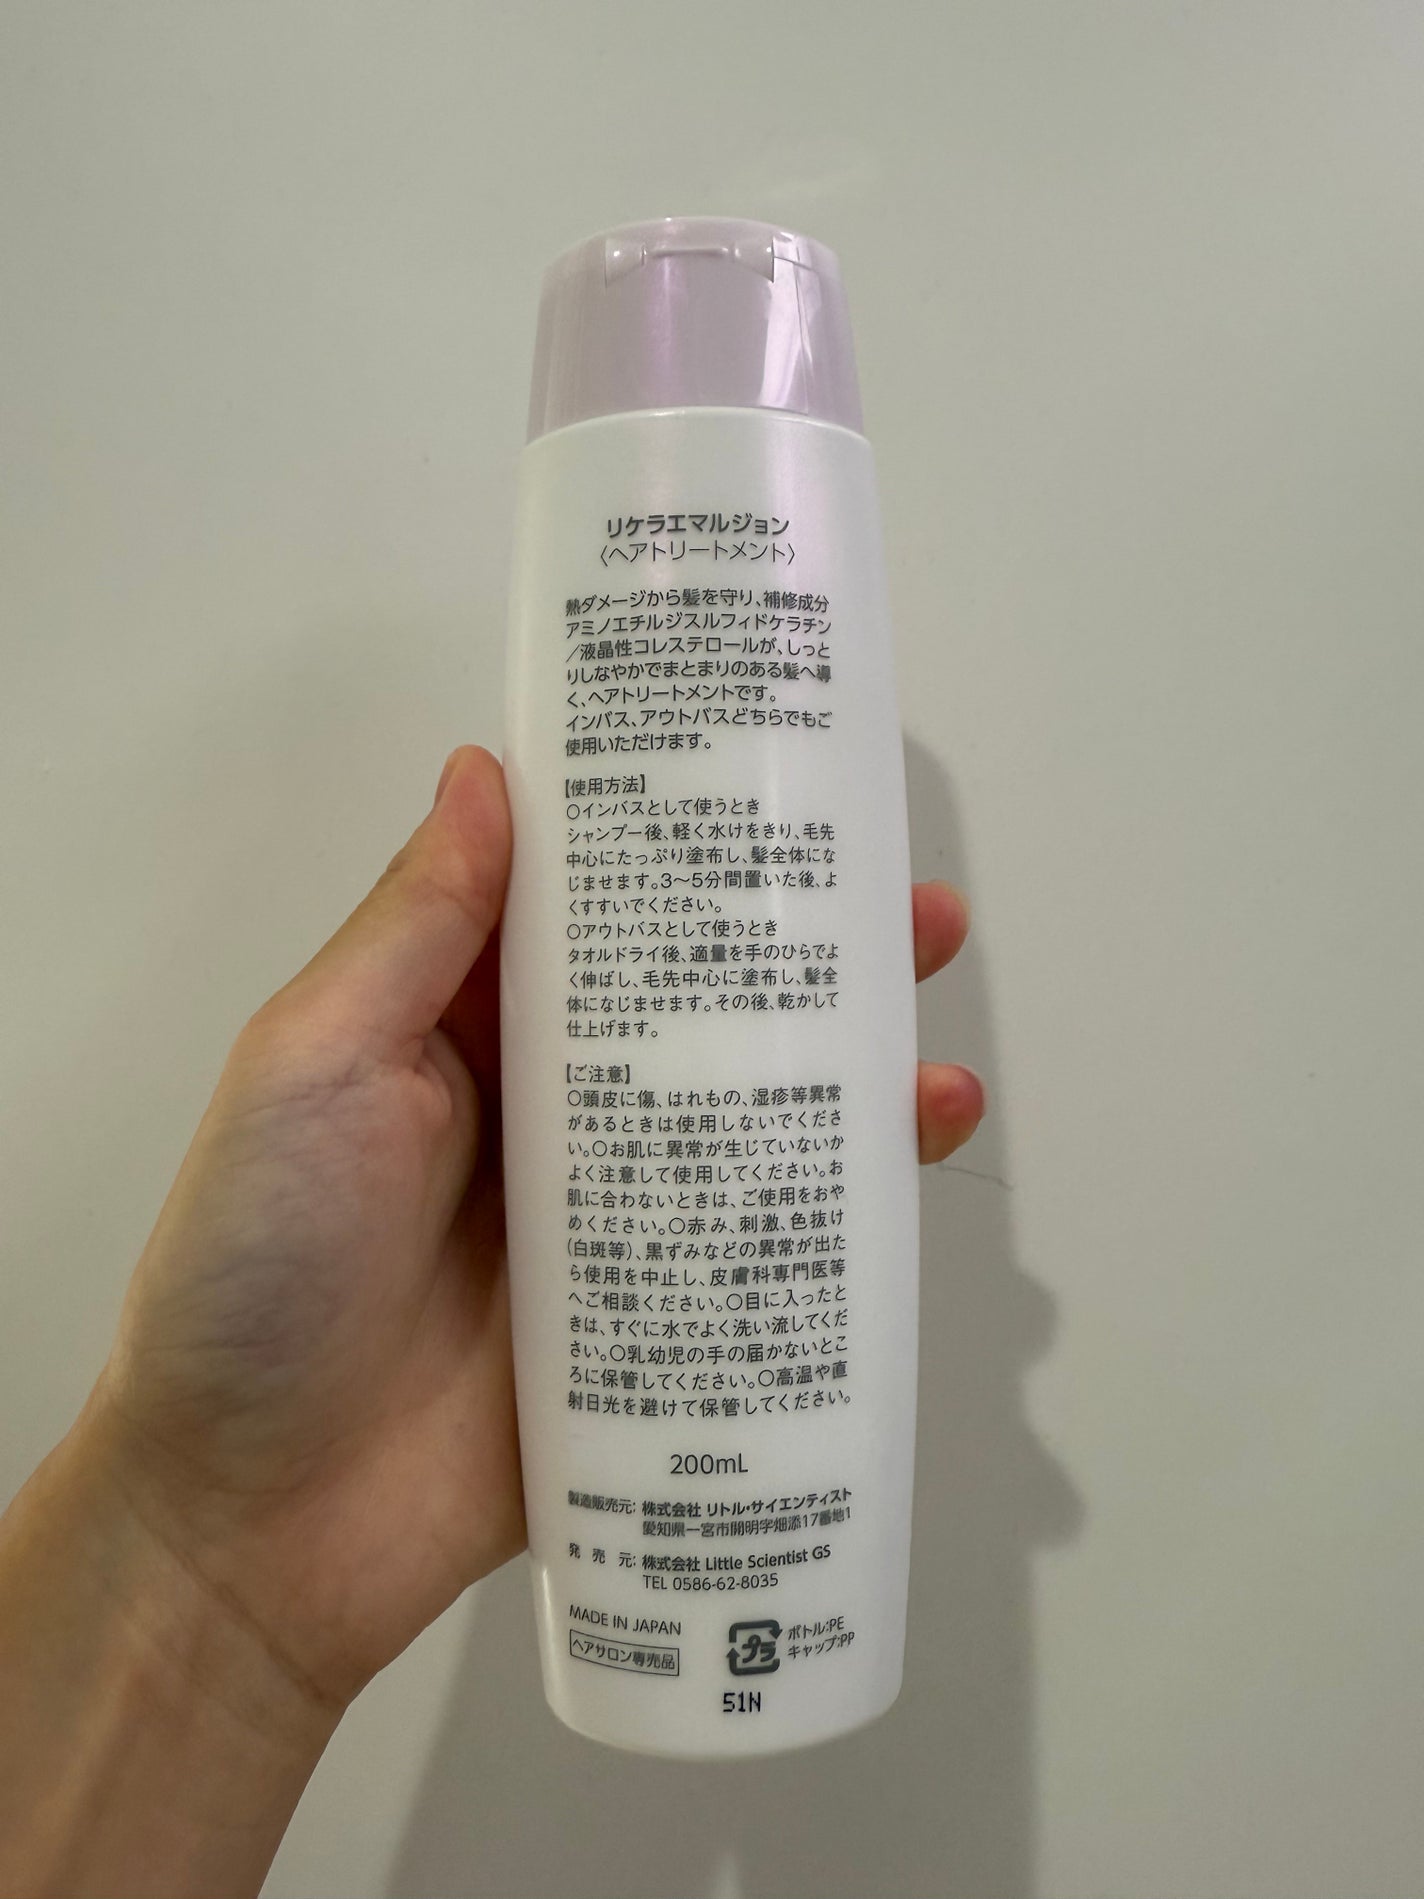 リケラエマルジョン
〈ヘアトリートメント〉
熱ダメージから髪を守り、補修成分
アミノエチルジスルフィドケラチン
／液晶性コレステロールが、しっと
りしなやかでまとまりのある髪へ導
く、ヘアトリートメントです。
インバス、アウトバスどちらでもご
使用いただけます。
【使用方法】
○インバスとして使うとき
シャンプー後、軽く水けをきり、毛先
中心にたっぷり塗布し、髪全体にな
じませます。3〜5分間置いた後、よ
くすすいでください。
○アウトバスとして使うとき
タオルドライ後、適量を手のひらでよ
く伸ばし、毛先中心に塗布し、髪全
体になじませます。その後、乾かして
仕上げます。
【ご注意】
○頭皮に傷、はれもの、湿疹等異常
があるときは使用しないでくださ
い。○お肌に異常が生じていないか
よく注意して使用してください。お
肌に合わないときは、ご使用をおや
めください。○赤み、刺激、色抜け
(白斑等)、黒ずみなどの異常が出た
ら使用を中止し、皮膚科専門医等
へご相談ください。○目に入ったと
きは、すぐに水でよく洗い流してくだ
さい。○乳幼児の手の届かないとこ
ろに保管してください。○高温や直
射日光を避けて保管してください。
200mL
製造販売元: 株式会社 リトル・サイエンティスト
愛知県一宮市開明字畑添17番地1
発売元: 株式会社 Little Scientist GS
TEL 0586-62-8035
MADE IN JAPAN
ヘアサロン専売品
プラ
ボトル:PE
キャップ:PP
51N